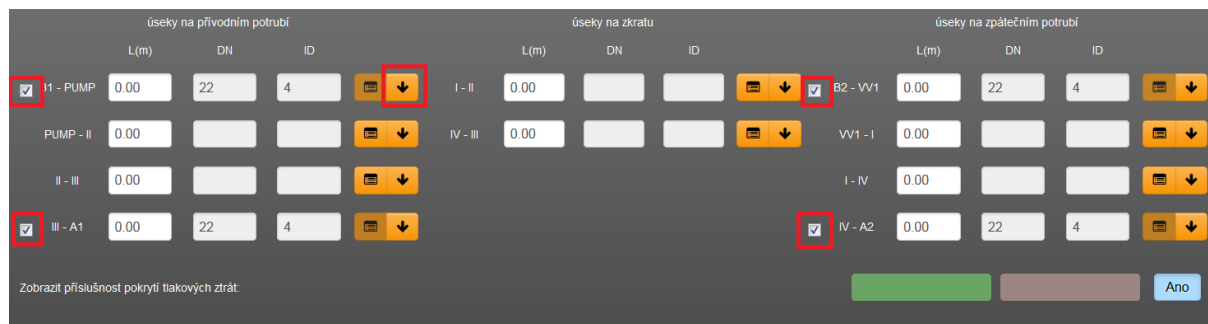 úseky na přívodním potrubí úseky na zkratu úseky na zpátečním potrubí
L(m) DN ID L(m) DN ID L(m) DN ID
B1 - PUMP 0.00 22 4 I - II 0.00 B2 - VV1 0.00 22 4
PUMP - II 0.00 IV - III 0.00 VV1 - I 0.00
II - III 0.00 I - IV 0.00
III - A1 0.00 22 4 IV - A2 0.00 22 4
Zobrazit příslušnost pokrytí tlakových ztrát: Ano